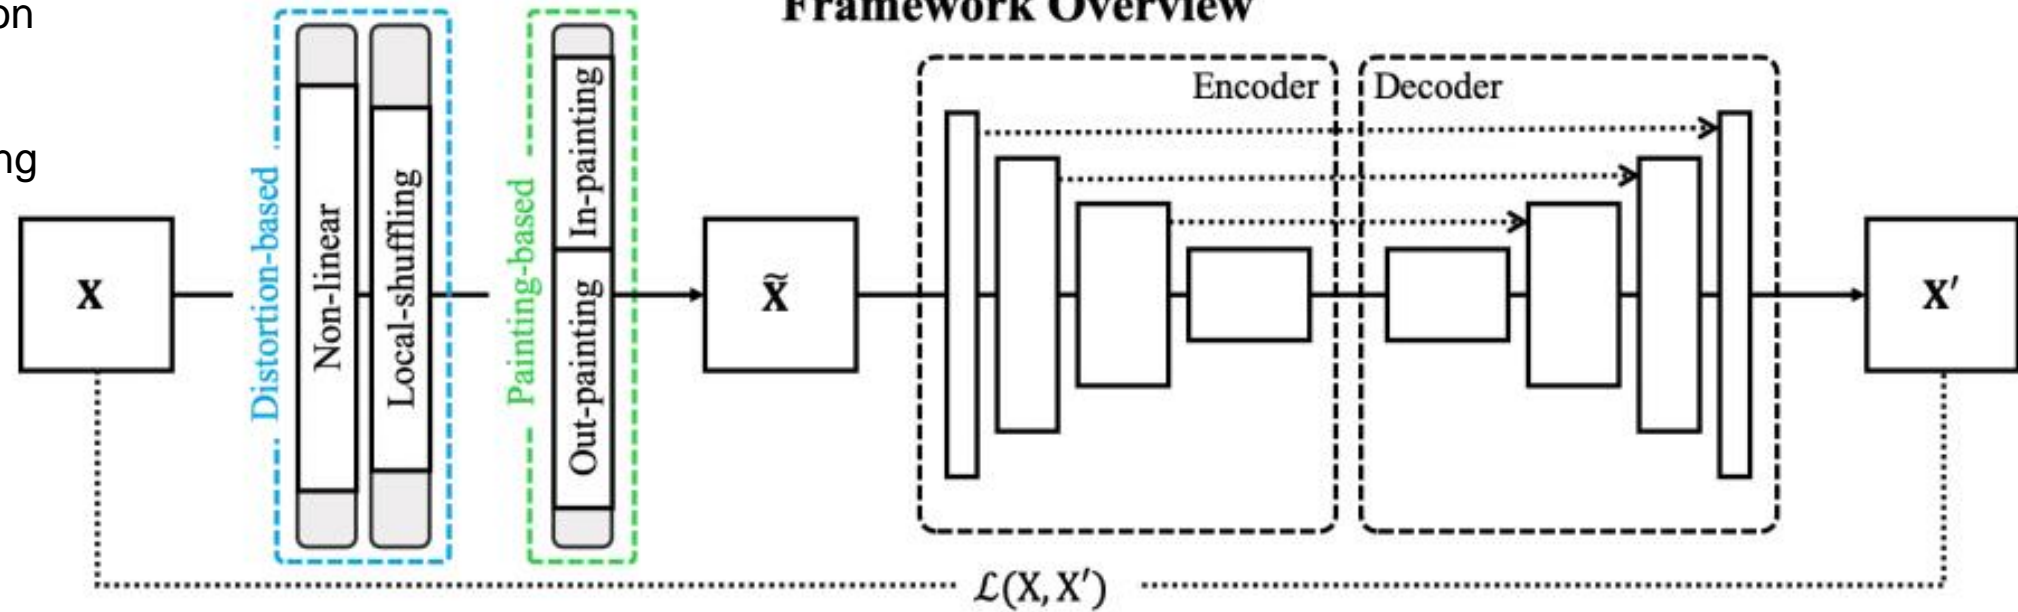 on
Framework Overview
ng
Distortion-based
Non-linear
Local-shuffling
Painting-based
In-painting
Out-painting
Encoder
Decoder
X
X̃
X′
ℒ(X, X′)